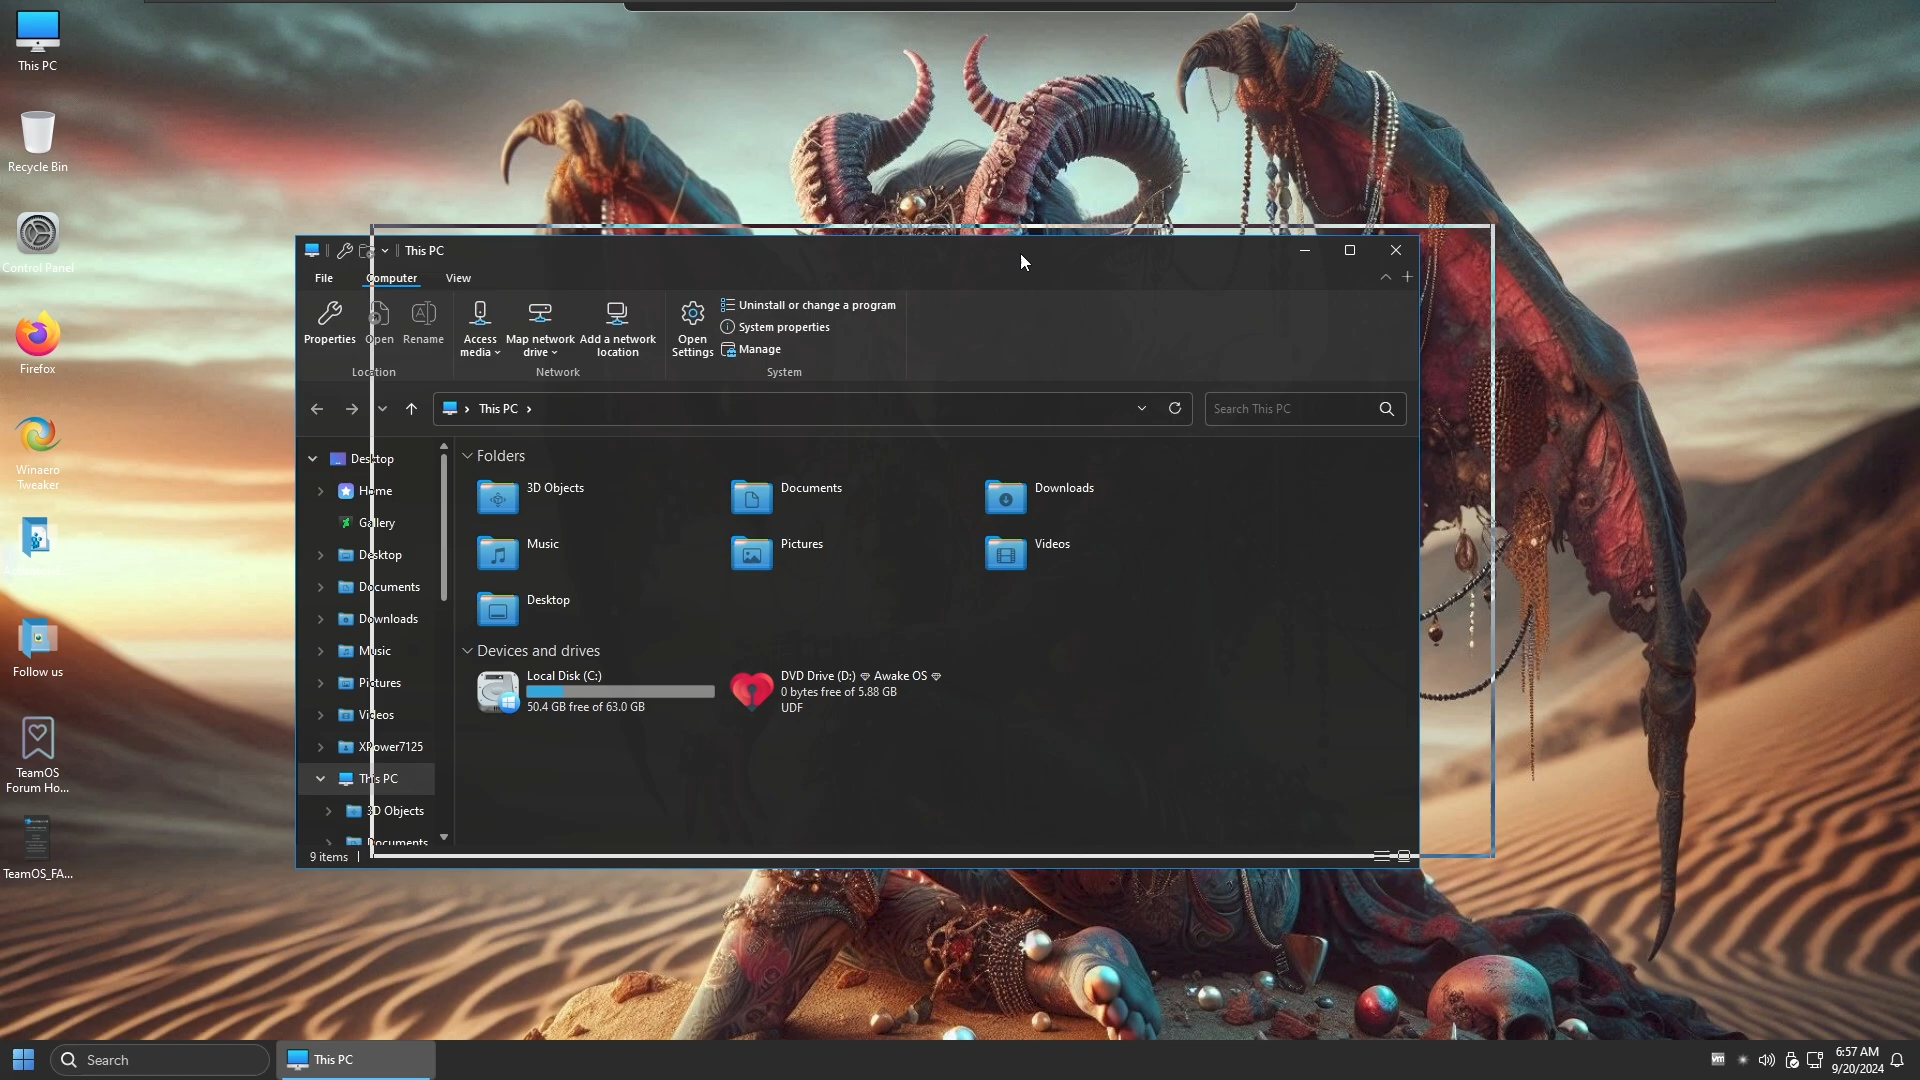 This PC
Recycle Bin
Control Panel
Firefox
Winaero
Tweaker
Follow us
TeamOS
Forum Ho...
TeamOS_FA...
This PC
File
Computer
View
Properties
Open
Rename
Location
Access
media
Map network
drive
Add a network
location
Network
Open
Settings
Uninstall or change a program
System properties
Manage
System
This PC
Search This PC
Desktop
Home
Gallery
Desktop
Documents
Downloads
Music
Pictures
Videos
XPower7125
This PC
3D Objects
Documents
Folders
3D Objects
Documents
Downloads
Music
Pictures
Videos
Desktop
Devices and drives
Local Disk (C:)
50.4 GB free of 63.0 GB
DVD Drive (D:) Awake OS
0 bytes free of 5.88 GB
UDF
9 items
Search
This PC
vm
6:57 AM
9/20/2024